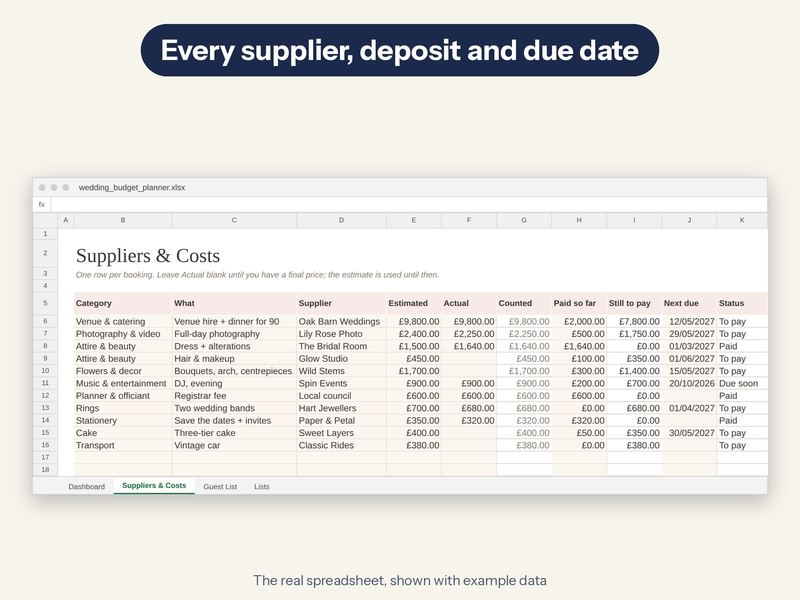 Every supplier, deposit and due date
wedding_budget_planner.xlsx
fx
A B C D E F G H I J K
1
2 Suppliers & Costs
3 One row per booking. Leave Actual blank until you have a final price; the estimate is used until then.
4
5 Category What Supplier Estimated Actual Counted Paid so far Still to pay Next due Status
6 Venue & catering Venue hire + dinner for 90 Oak Barn Weddings £9,800.00 £9,800.00 £9,800.00 £2,000.00 £7,800.00 12/05/2027 To pay
7 Photography & video Full-day photography Lily Rose Photo £2,400.00 £2,250.00 £2,250.00 £500.00 £1,750.00 29/05/2027 To pay
8 Attire & beauty Dress + alterations The Bridal Room £1,500.00 £1,640.00 £1,640.00 £1,640.00 £0.00 01/03/2027 Paid
9 Attire & beauty Hair & makeup Glow Studio £450.00 £450.00 £100.00 £350.00 01/06/2027 To pay
10 Flowers & decor Bouquets, arch, centrepieces Wild Stems £1,700.00 £1,700.00 £300.00 £1,400.00 15/05/2027 To pay
11 Music & entertainment DJ, evening Spin Events £900.00 £900.00 £900.00 £200.00 £700.00 20/10/2026 Due soon
12 Planner & officiant Registrar fee Local council £600.00 £600.00 £600.00 £600.00 £0.00 Paid
13 Rings Two wedding bands Hart Jewellers £700.00 £680.00 £680.00 £0.00 £680.00 01/04/2027 To pay
14 Stationery Save the dates + invites Paper & Petal £350.00 £320.00 £320.00 £320.00 £0.00 Paid
15 Cake Three-tier cake Sweet Layers £400.00 £400.00 £50.00 £350.00 30/05/2027 To pay
16 Transport Vintage car Classic Rides £380.00 £380.00 £0.00 £380.00 To pay
17
18
Dashboard Suppliers & Costs Guest List Lists
The real spreadsheet, shown with example data